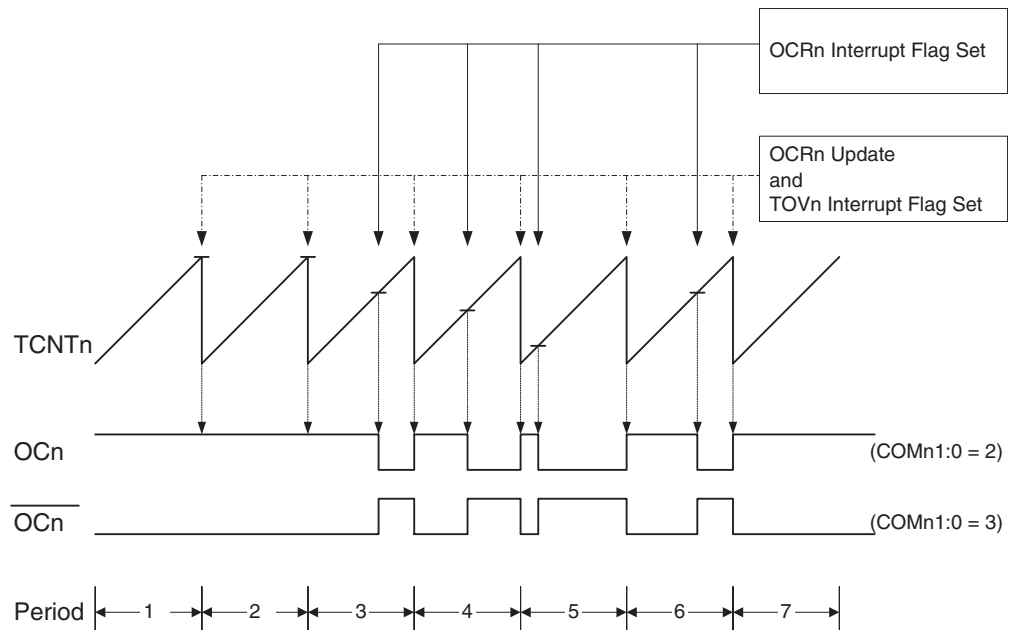 OCRn Interrupt Flag Set
OCRn Update
and
TOVn Interrupt Flag Set
TCNTn
OCn
(COMn1:0 = 2)
OCn
(COMn1:0 = 3)
Period 1 2 3 4 5 6 7